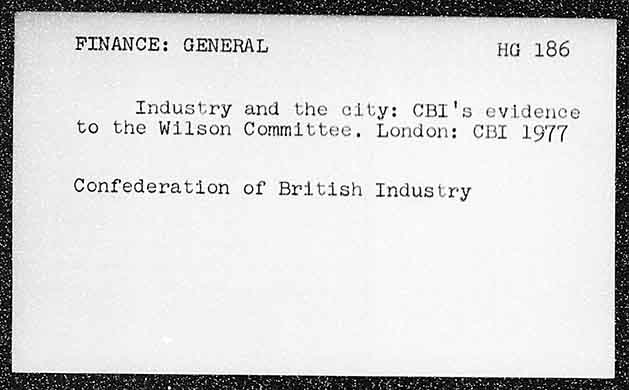 FINANCE: GENERAL HG 186
Industry and the city: CBI's evidence
to the Wilson Committee. London: CBI 1977
Confederation of British Industry